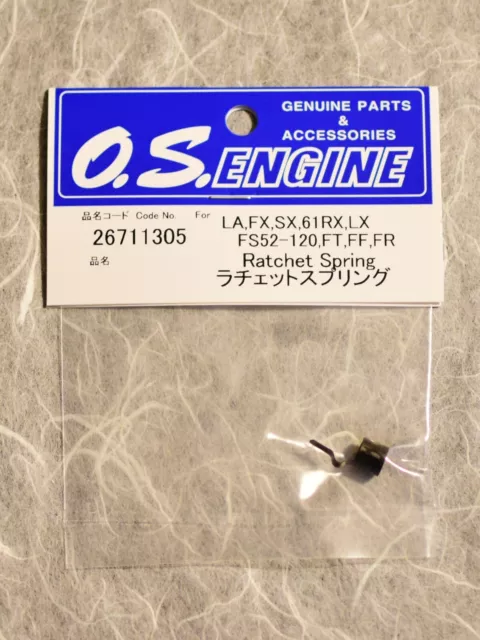 GENUINE PARTS
&
ACCESSORIES
O.S.ENGINE
品名コード Code No. For LA,FX,SX,61RX,LX
26711305 FS52-120,FT,FF,FR
品名 Ratchet Spring
ラチェットスプリング